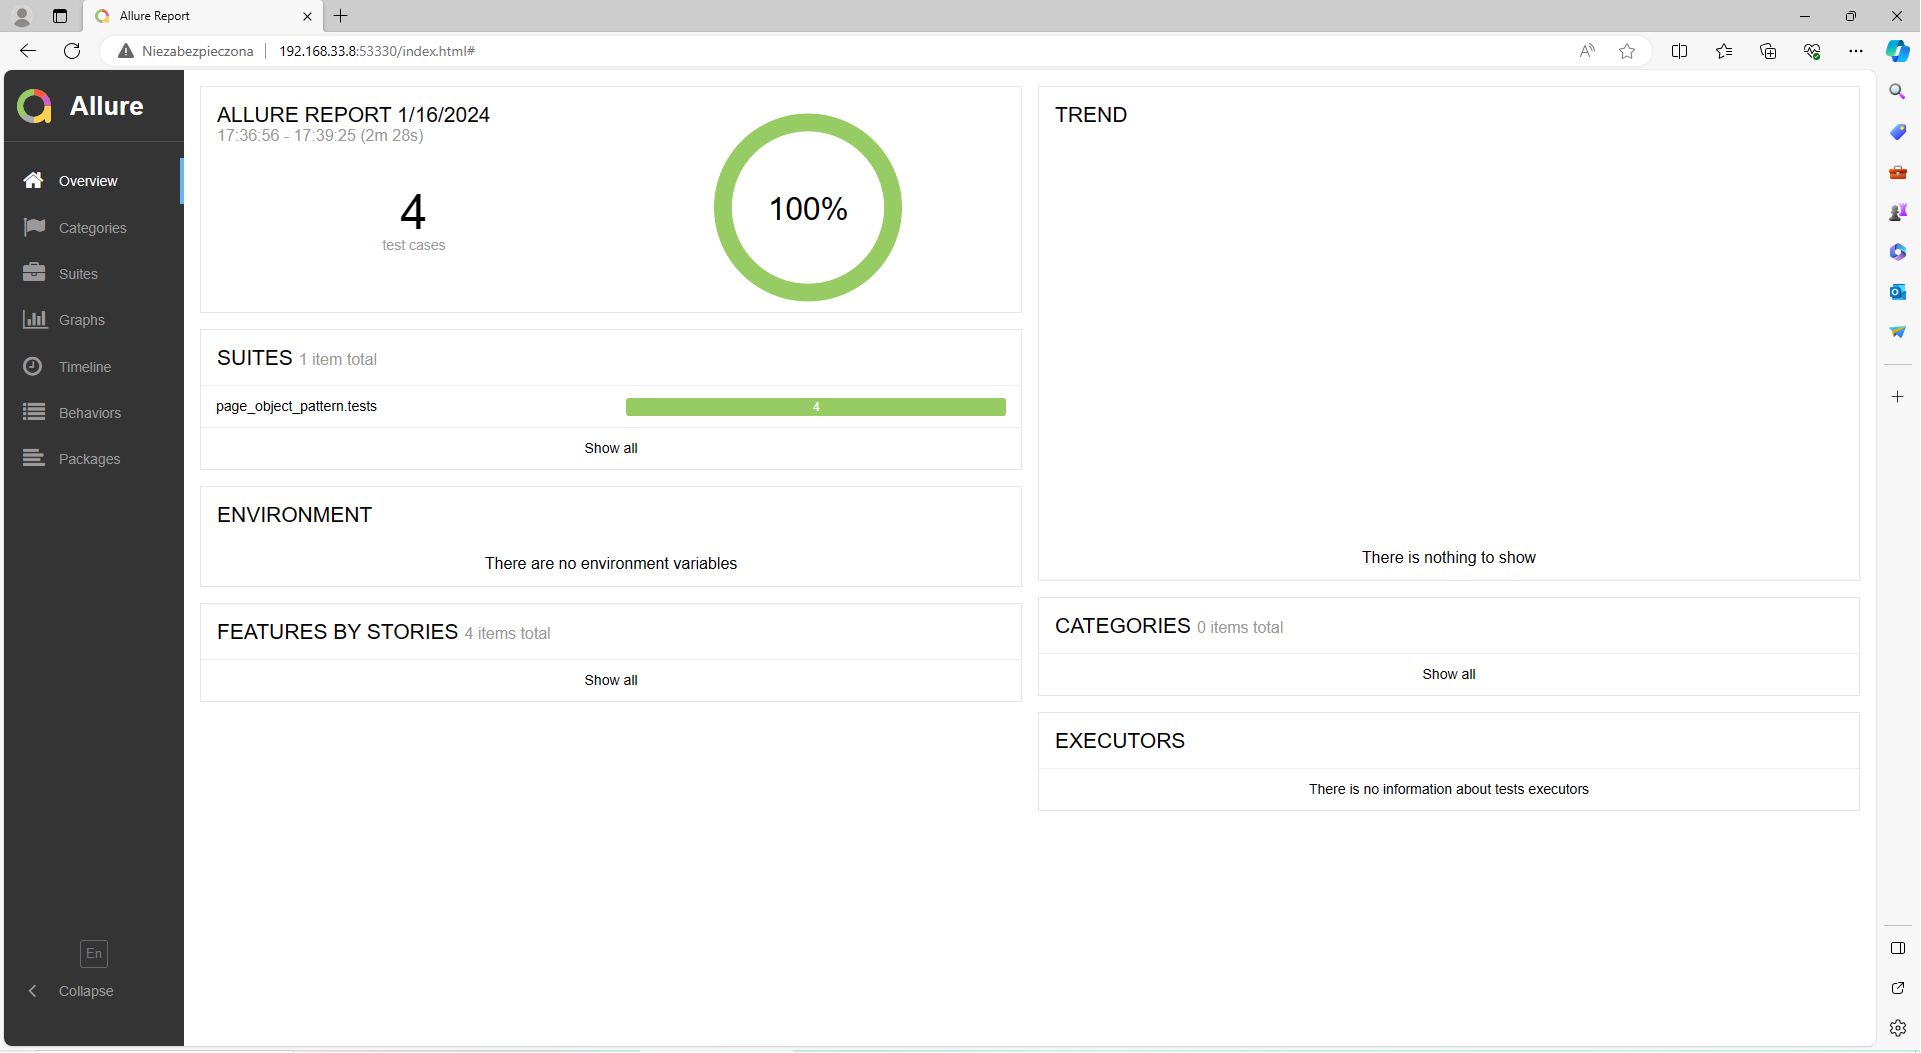 Allure Report
Niezabezpieczona
192.168.33.8:53330/index.html#
Allure
Overview
Categories
Suites
Graphs
Timeline
Behaviors
Packages
En
Collapse
ALLURE REPORT 1/16/2024
17:36:56 - 17:39:25 (2m 28s)
4
test cases
100%
SUITES 1 item total
page_object_pattern.tests
4
Show all
ENVIRONMENT
There are no environment variables
FEATURES BY STORIES 4 items total
Show all
TREND
There is nothing to show
CATEGORIES 0 items total
Show all
EXECUTORS
There is no information about tests executors